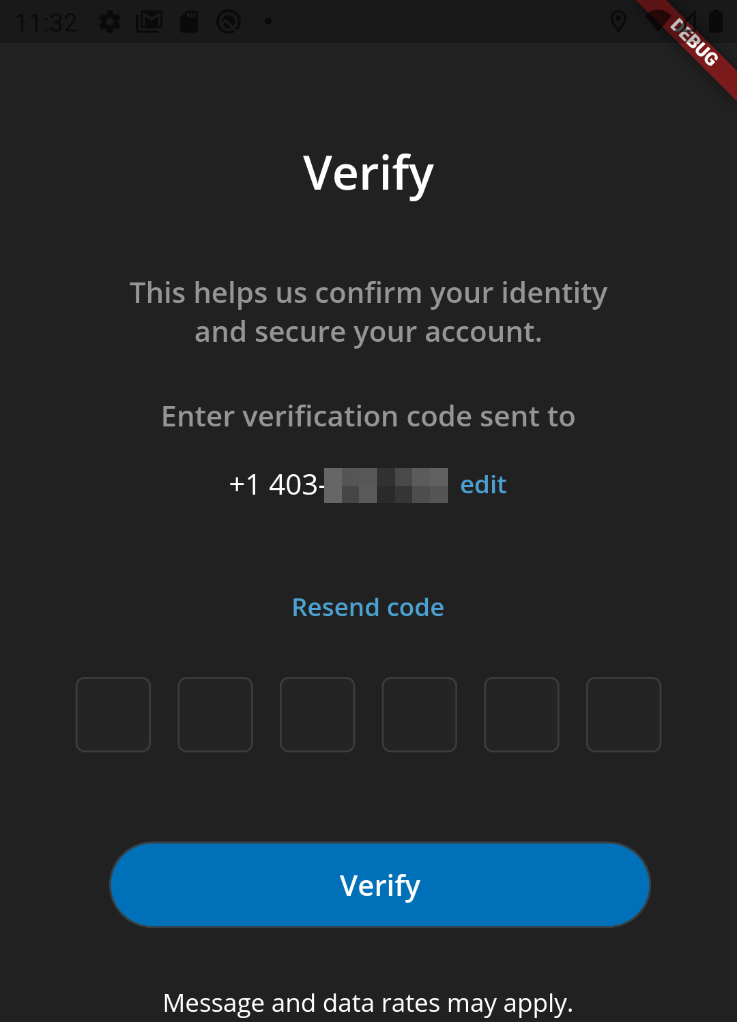 11:32
DEBUG
Verify
This helps us confirm your identity
and secure your account.
Enter verification code sent to
+1 403- edit
Resend code
Verify
Message and data rates may apply.